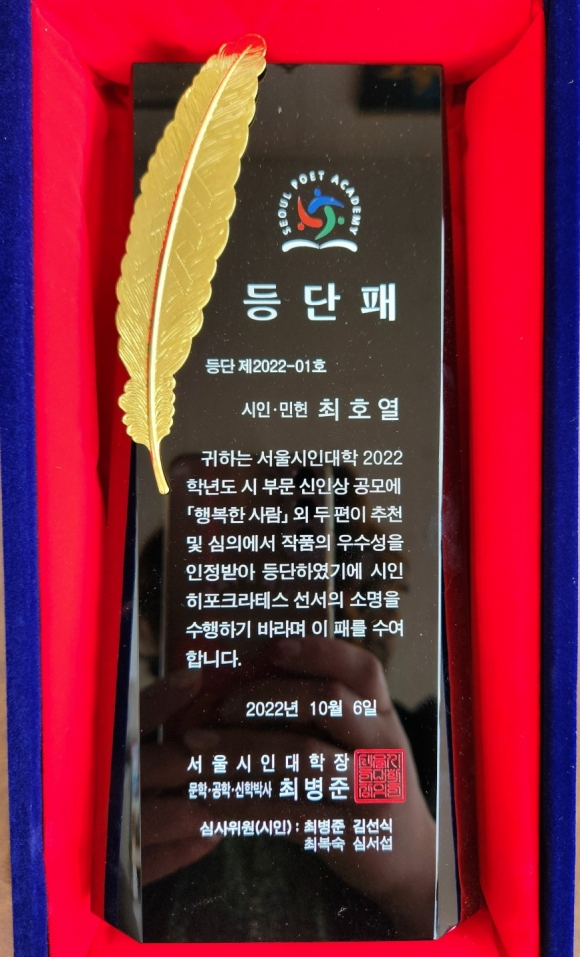 SEOUL POET ACADEMY
등단패
등단 제2022-01호
시인·민헌 최호열
귀하는 서울시인대학 2022
학년도 시 부문 신인상 공모에
「행복한 사람」 외 두 편이 추천
및 심의에서 작품의 우수성을
인정받아 등단하였기에 시인
히포크라테스 선서의 소명을
수행하기 바라며 이 패를 수여
합니다.
2022년 10월 6일
서울시인대학장
문학·공학·신학박사 최병준
심사위원(시인) : 최병준 김선식
최복숙 심서섭